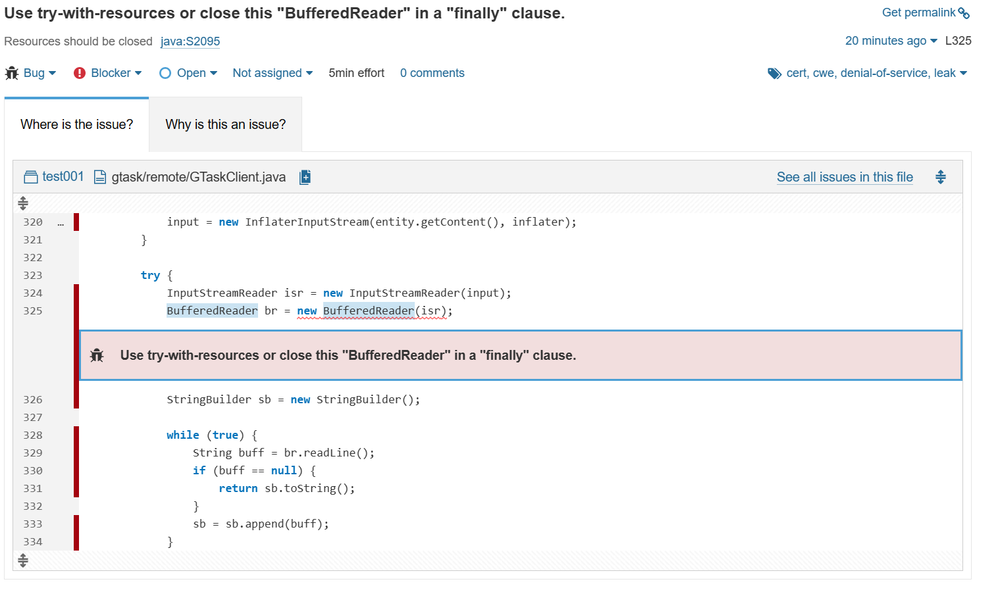 Use try-with-resources or close this "BufferedReader" in a "finally" clause.
Get permalink
Resources should be closed java:S2095
20 minutes ago L325
Bug Blocker Open Not assigned 5min effort 0 comments
cert, cwe, denial-of-service, leak
Where is the issue? Why is this an issue?
test001 gtask/remote/GTaskClient.java
See all issues in this file
320 … input = new InflaterInputStream(entity.getContent(), inflater);
321 }
322
323 try {
324 InputStreamReader isr = new InputStreamReader(input);
325 BufferedReader br = new BufferedReader(isr);
Use try-with-resources or close this "BufferedReader" in a "finally" clause.
326 StringBuilder sb = new StringBuilder();
327
328 while (true) {
329 String buff = br.readLine();
330 if (buff == null) {
331 return sb.toString();
332 }
333 sb = sb.append(buff);
334 }